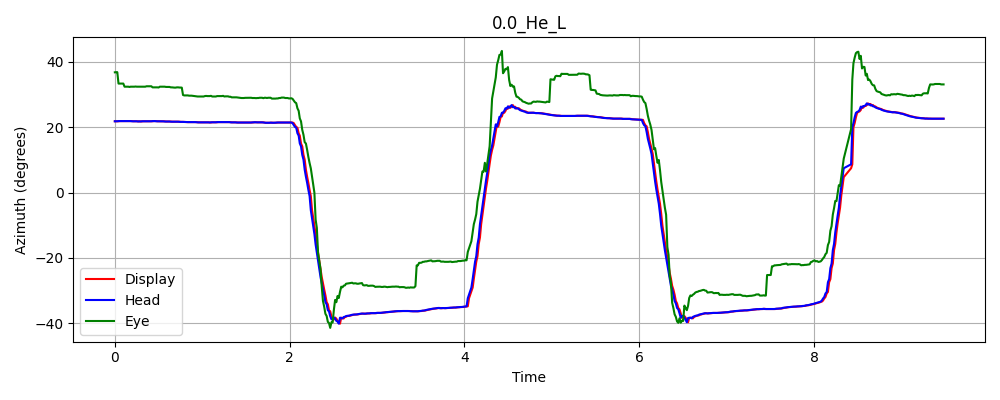 0.0_He_L
Azimuth (degrees)
40
20
0
−20
−40
Display
Head
Eye
0 2 4 6 8
Time